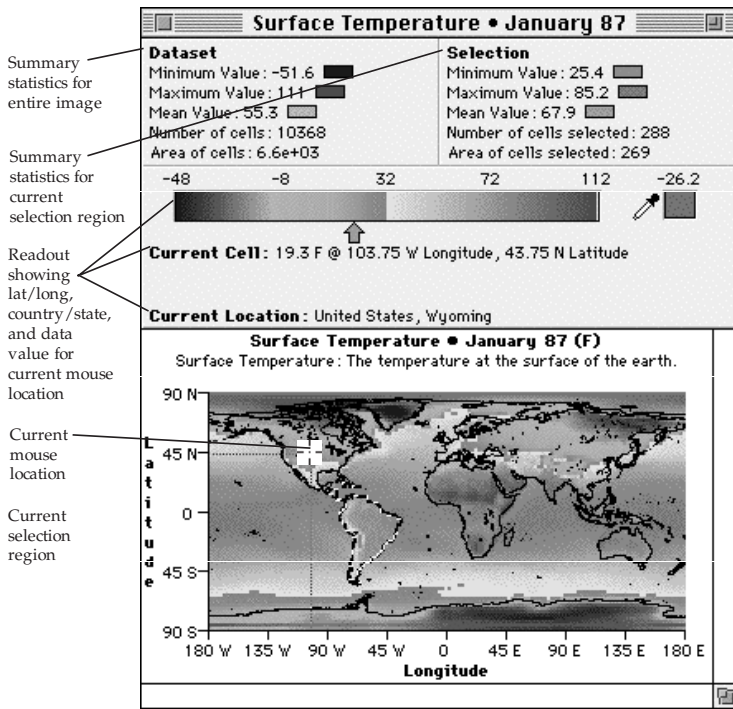 Surface Temperature • January 87
Summary
statistics for
entire image
Summary
statistics for
current
selection region
Readout
showing
lat/long,
country/state,
and data
value for
current mouse
location
Current
mouse
location
Current
selection
region
Dataset
Minimum Value: -51.6
Maximum Value: 111
Mean Value: 55.3
Number of cells: 10368
Area of cells: 6.6e+03
Selection
Minimum Value: 25.4
Maximum Value: 85.2
Mean Value: 67.9
Number of cells selected: 288
Area of cells selected: 269
-48 -8 32 72 112 -26.2
Current Cell: 19.3 F @ 103.75 W Longitude, 43.75 N Latitude
Current Location: United States, Wyoming
Surface Temperature • January 87 (F)
Surface Temperature: The temperature at the surface of the earth.
Latitude
90 N
45 N
0
45 S
90 S
180 W 135 W 90 W 45 W 0 45 E 90 E 135 E 180 E
Longitude